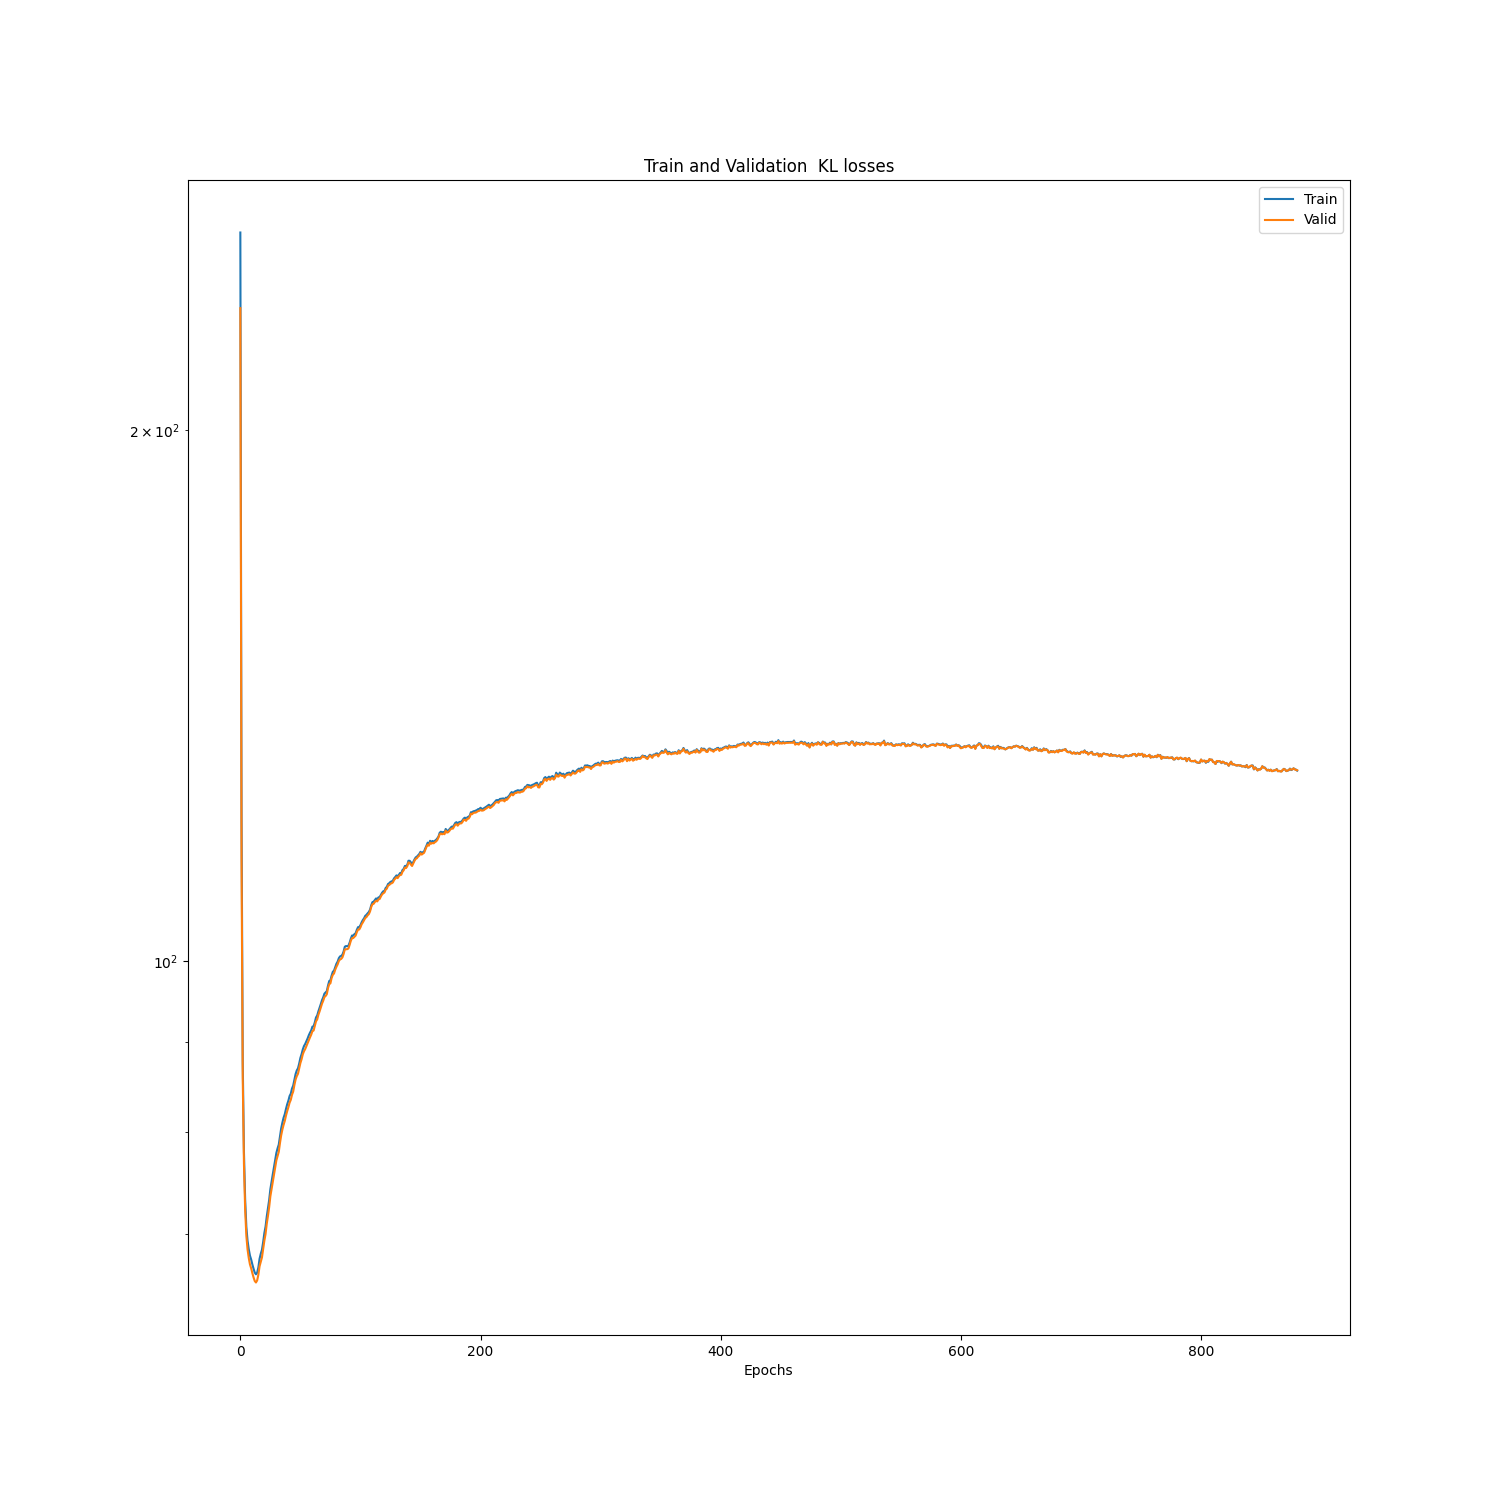 Train and Validation  KL losses
Train
Valid
2 × 10²
10²
0 200 400 600 800
Epochs